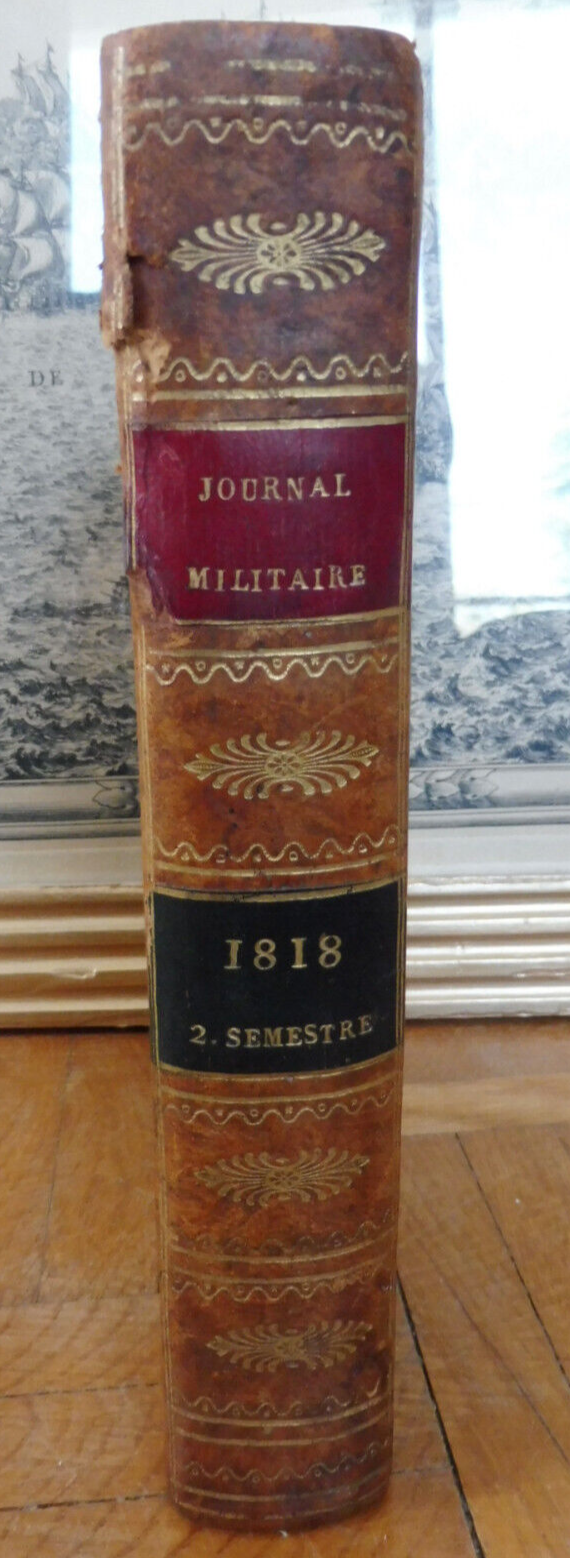 DE
JOURNAL
MILITAIRE
1818
2. SEMESTRE